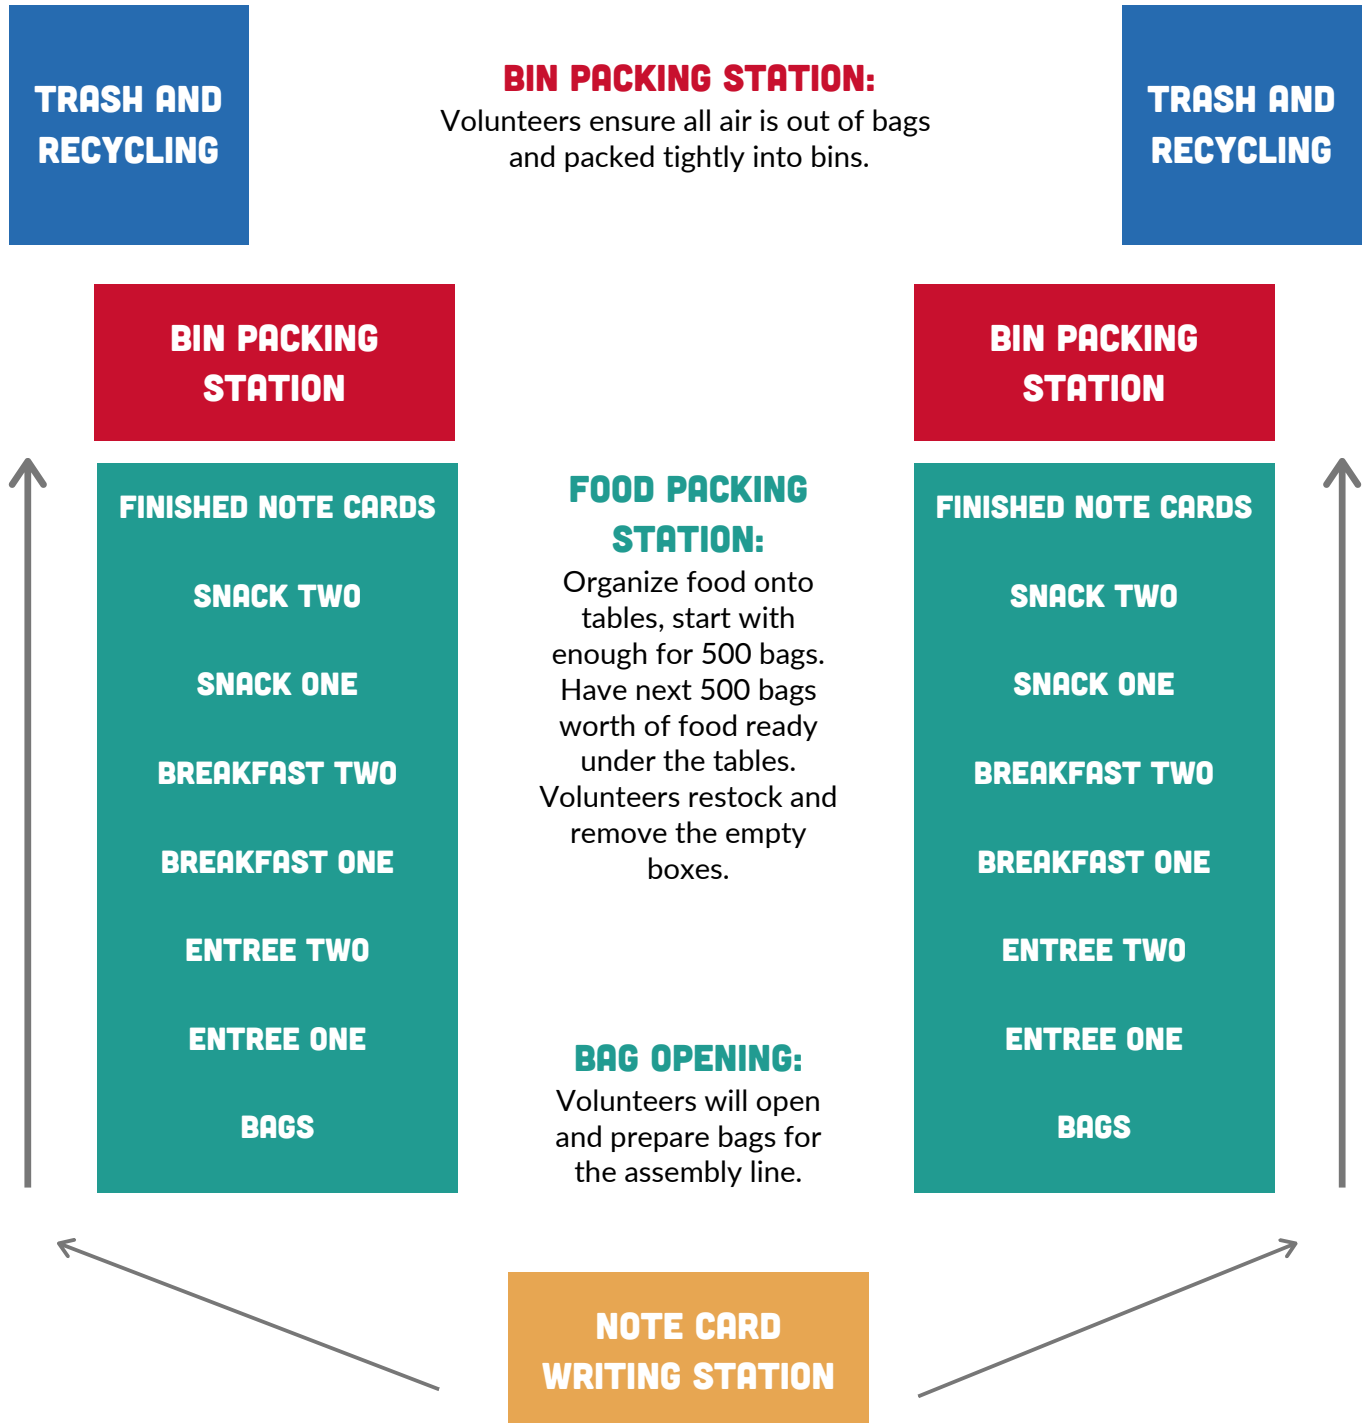 TRASH AND
RECYCLING
BIN PACKING STATION:
Volunteers ensure all air is out of bags
and packed tightly into bins.
TRASH AND
RECYCLING
BIN PACKING
STATION
BIN PACKING
STATION
FINISHED NOTE CARDS
SNACK TWO
SNACK ONE
BREAKFAST TWO
BREAKFAST ONE
ENTREE TWO
ENTREE ONE
BAGS
FOOD PACKING
STATION:
Organize food onto
tables, start with
enough for 500 bags.
Have next 500 bags
worth of food ready
under the tables.
Volunteers restock and
remove the empty
boxes.
BAG OPENING:
Volunteers will open
and prepare bags for
the assembly line.
FINISHED NOTE CARDS
SNACK TWO
SNACK ONE
BREAKFAST TWO
BREAKFAST ONE
ENTREE TWO
ENTREE ONE
BAGS
NOTE CARD
WRITING STATION